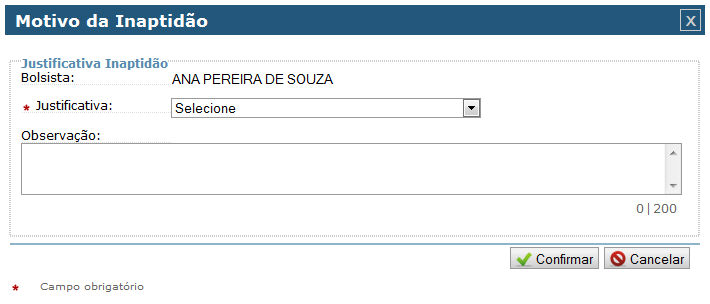 Motivo da Inaptidão X
Justificativa Inaptidão
Bolsista: ANA PEREIRA DE SOUZA
* Justificativa: Selecione
Observação:
0 | 200
Confirmar Cancelar
* Campo obrigatório